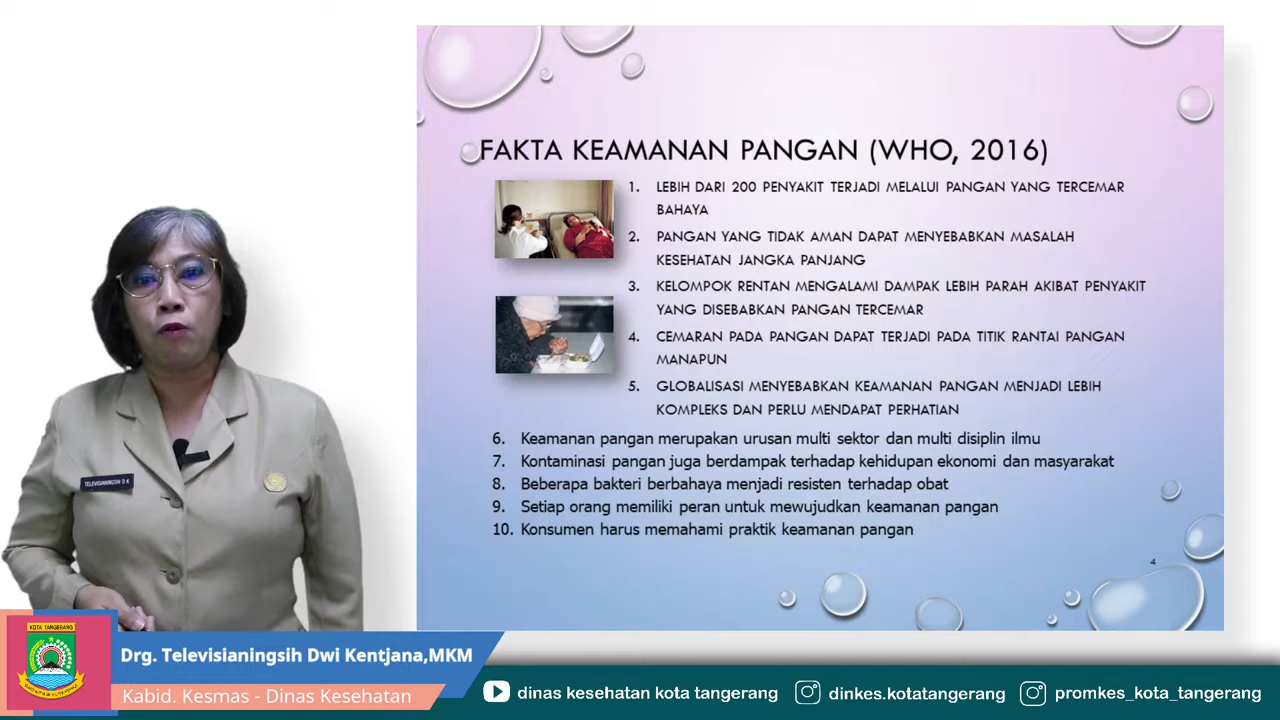 FAKTA KEAMANAN PANGAN (WHO, 2016)
1. LEBIH DARI 200 PENYAKIT TERJADI MELALUI PANGAN YANG TERCEMAR
BAHAYA
2. PANGAN YANG TIDAK AMAN DAPAT MENYEBABKAN MASALAH
KESEHATAN JANGKA PANJANG
3. KELOMPOK RENTAN MENGALAMI DAMPAK LEBIH PARAH AKIBAT PENYAKIT
YANG DISEBABKAN PANGAN TERCEMAR
4. CEMARAN PADA PANGAN DAPAT TERJADI PADA TITIK RANTAI PANGAN
MANAPUN
5. GLOBALISASI MENYEBABKAN KEAMANAN PANGAN MENJADI LEBIH
KOMPLEKS DAN PERLU MENDAPAT PERHATIAN
6. Keamanan pangan merupakan urusan multi sektor dan multi disiplin ilmu
7. Kontaminasi pangan juga berdampak terhadap kehidupan ekonomi dan masyarakat
8. Beberapa bakteri berbahaya menjadi resisten terhadap obat
9. Setiap orang memiliki peran untuk mewujudkan keamanan pangan
10. Konsumen harus memahami praktik keamanan pangan
4
TELEVISIANINGSIH D K
KOTA TANGERANG
Drg. Televisianingsih Dwi Kentjana,MKM
Kabid. Kesmas - Dinas Kesehatan
dinas kesehatan kota tangerang
dinkes.kotatangerang
promkes_kota_tangerang